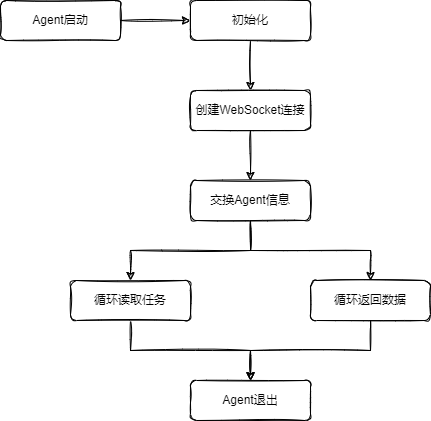 Agent启动
初始化
创建WebSocket连接
交换Agent信息
循环读取任务
循环返回数据
Agent退出